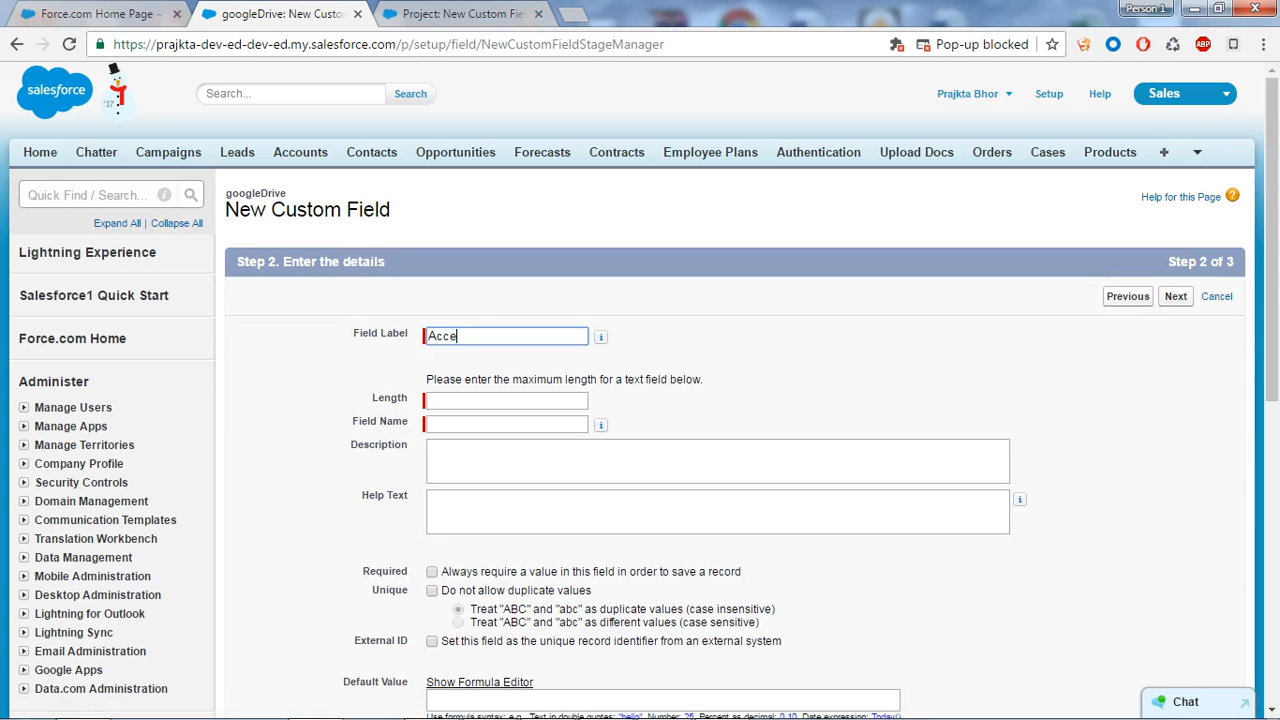 Force.com Home Page ~
googleDrive: New Custo
Project: New Custom Fiel
Person 1
https://prajkta-dev-ed-dev-ed.my.salesforce.com/p/setup/field/NewCustomFieldStageManager
Pop-up blocked
ABP
salesforce
'17
Search...
Search
Prajkta Bhor
Setup
Help
Sales
Home
Chatter
Campaigns
Leads
Accounts
Contacts
Opportunities
Forecasts
Contracts
Employee Plans
Authentication
Upload Docs
Orders
Cases
Products
Quick Find / Search...
Expand All | Collapse All
Lightning Experience
Salesforce1 Quick Start
Force.com Home
Administer
Manage Users
Manage Apps
Manage Territories
Company Profile
Security Controls
Domain Management
Communication Templates
Translation Workbench
Data Management
Mobile Administration
Desktop Administration
Lightning for Outlook
Lightning Sync
Email Administration
Google Apps
Data.com Administration
googleDrive
New Custom Field
Help for this Page
Step 2. Enter the details
Step 2 of 3
Previous
Next
Cancel
Field Label
Acce
Please enter the maximum length for a text field below.
Length
Field Name
Description
Help Text
Required
Always require a value in this field in order to save a record
Unique
Do not allow duplicate values
Treat "ABC" and "abc" as duplicate values (case insensitive)
Treat "ABC" and "abc" as different values (case sensitive)
External ID
Set this field as the unique record identifier from an external system
Default Value
Show Formula Editor
Use formula syntax: e.g., Text in double quotes: "hello", Number: 25, Percent as decimal: 0.10, Date expression: Today()
Chat